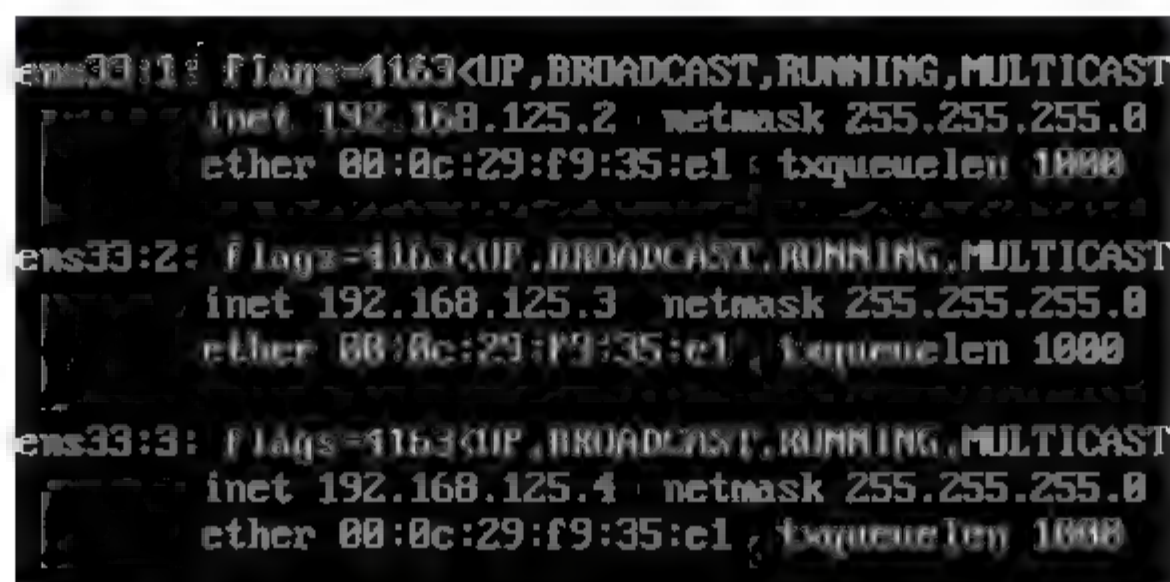 ens33:1: flags=4163<UP,BROADCAST,RUNNING,MULTICAST
inet 192.168.125.2 netmask 255.255.255.0
ether 00:0c:29:f9:35:e1 txqueuelen 1000
ens33:2: flags=4163<UP,BROADCAST,RUNNING,MULTICAST
inet 192.168.125.3 netmask 255.255.255.0
ether 00:0c:29:f9:35:e1 txqueuelen 1000
ens33:3: flags=4163<UP,BROADCAST,RUNNING,MULTICAST
inet 192.168.125.4 netmask 255.255.255.0
ether 00:0c:29:f9:35:e1 txqueuelen 1000